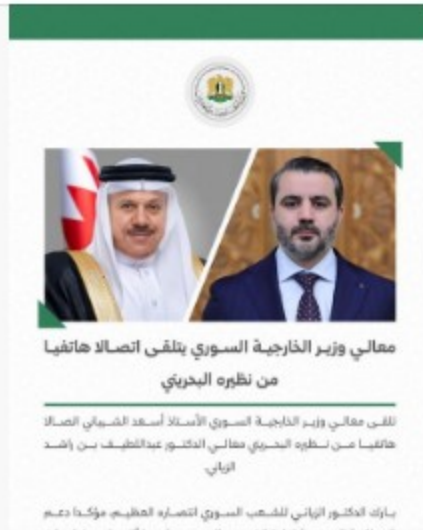 معالي وزير الخارجية السوري يتلقى اتصالا هاتفيا
من نظيره البحريني
تلقى معالي وزير الخارجية السوري الأستاذ أسعد الشيباني اتصالا
هاتفيا من نظيره البحريني معالي الدكتور عبداللطيف بن راشد
الزياني.
بارك الدكتور الزياني للشعب السوري انتصاره العظيم، مؤكدا دعم